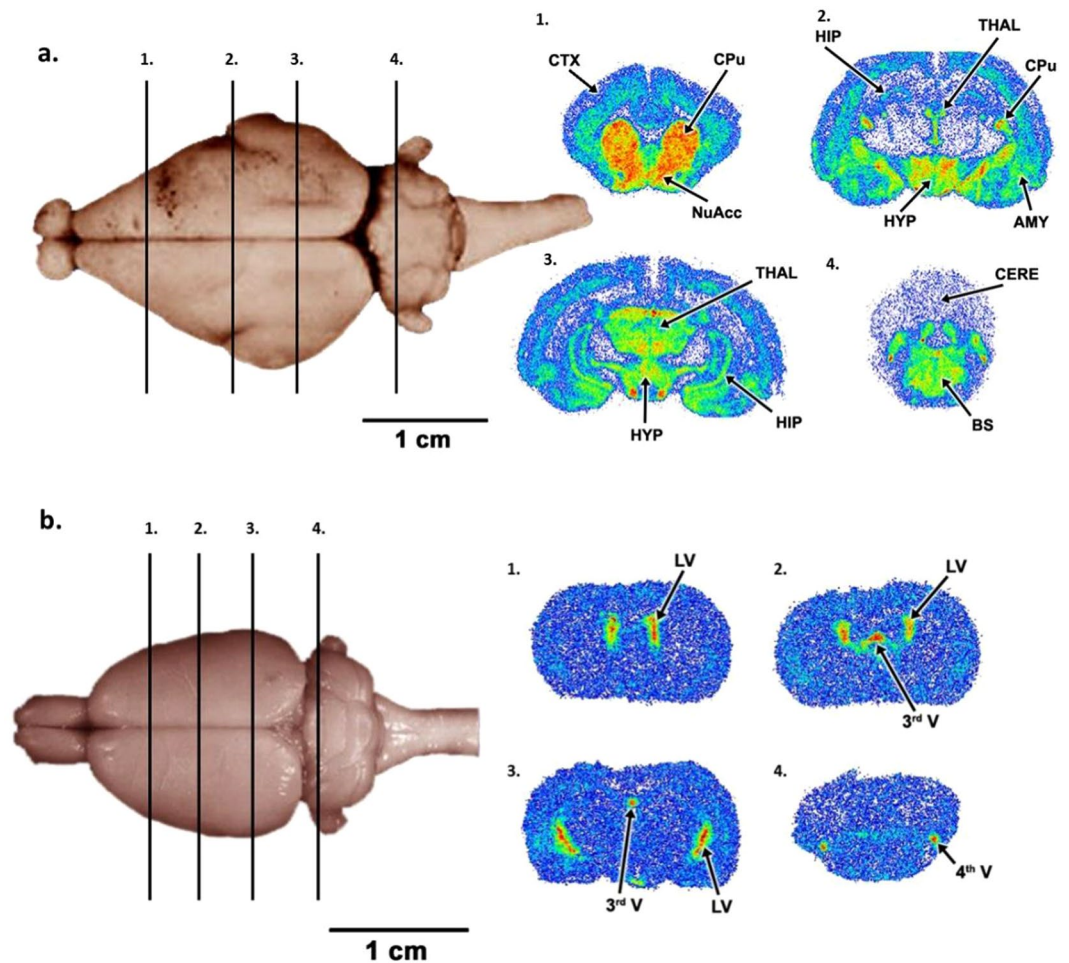 a.
1. 2. 3. 4.
1 cm
1.
CTX
CPu
NuAcc
2.
HIP
THAL
CPu
HYP
AMY
3.
THAL
HYP
HIP
4.
CERE
BS
b.
1. 2. 3. 4.
1 cm
1.
LV
2.
LV
3rd V
3.
3rd V
LV
4.
4th V